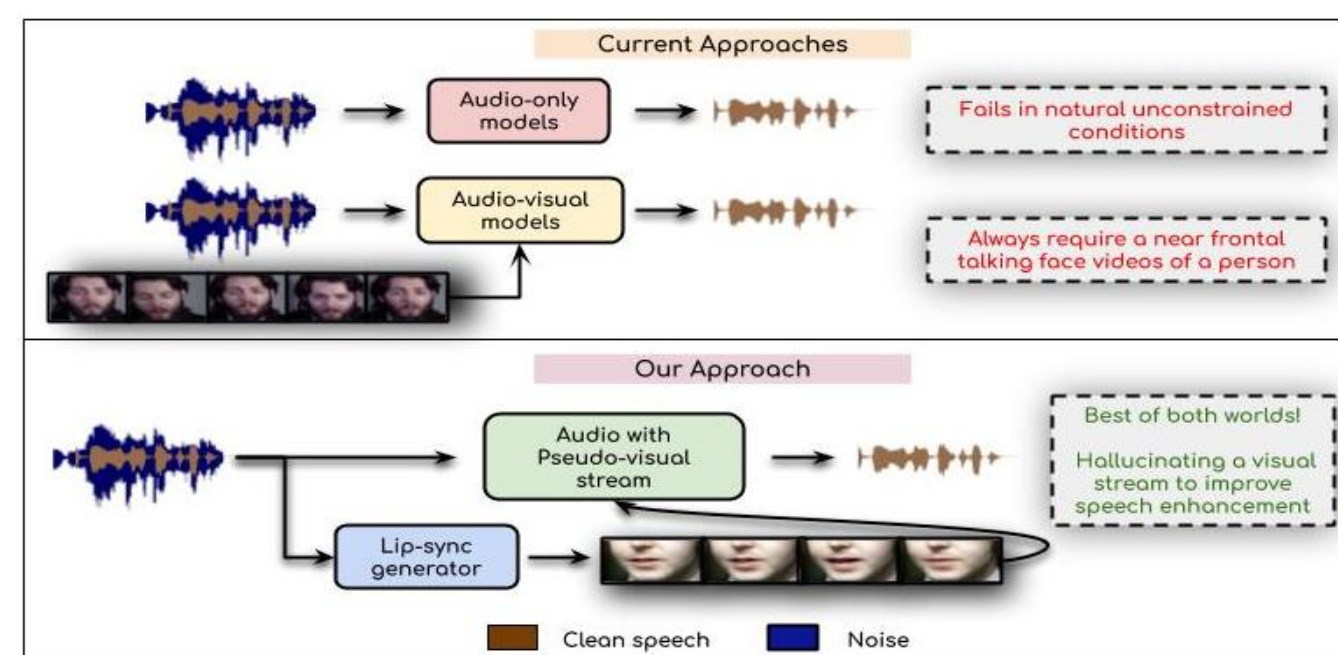 Current Approaches
Audio-only
models
Fails in natural unconstrained
conditions
Audio-visual
models
Always require a near frontal
talking face videos of a person
Our Approach
Audio with
Pseudo-visual
stream
Best of both worlds!
Hallucinating a visual
stream to improve
speech enhancement
Lip-sync
generator
Clean speech
Noise